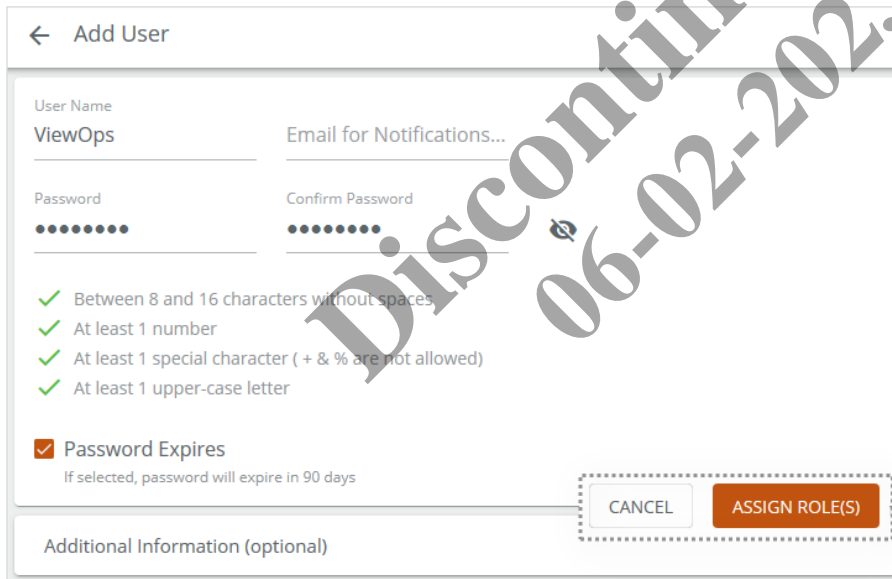 Add User
User Name
ViewOps
Email for Notifications...
Password
Confirm Password
••••••••
••••••••
Between 8 and 16 characters without spaces
At least 1 number
At least 1 special character ( + & % are not allowed)
At least 1 upper-case letter
Password Expires
If selected, password will expire in 90 days
CANCEL
ASSIGN ROLE(S)
Additional Information (optional)
Discontin
06-02-202